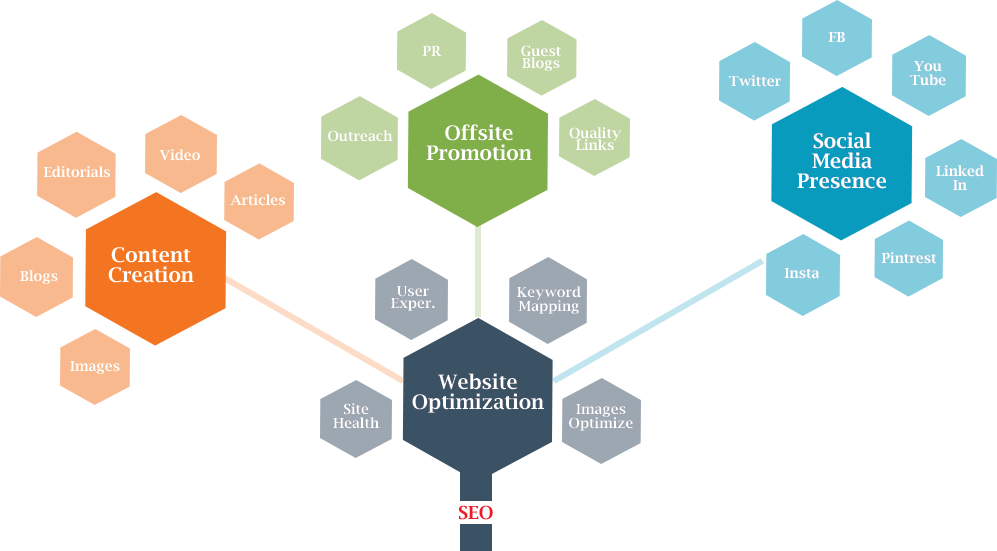 PR
Guest
Blogs
Outreach
Offsite
Promotion
Quality
Links
FB
Twitter
You
Tube
Social
Media
Presence
Linked
In
Pintrest
Insta
Editorials
Video
Articles
Content
Creation
Blogs
Images
User
Exper.
Keyword
Mapping
Website
Optimization
Site
Health
Images
Optimize
SEO